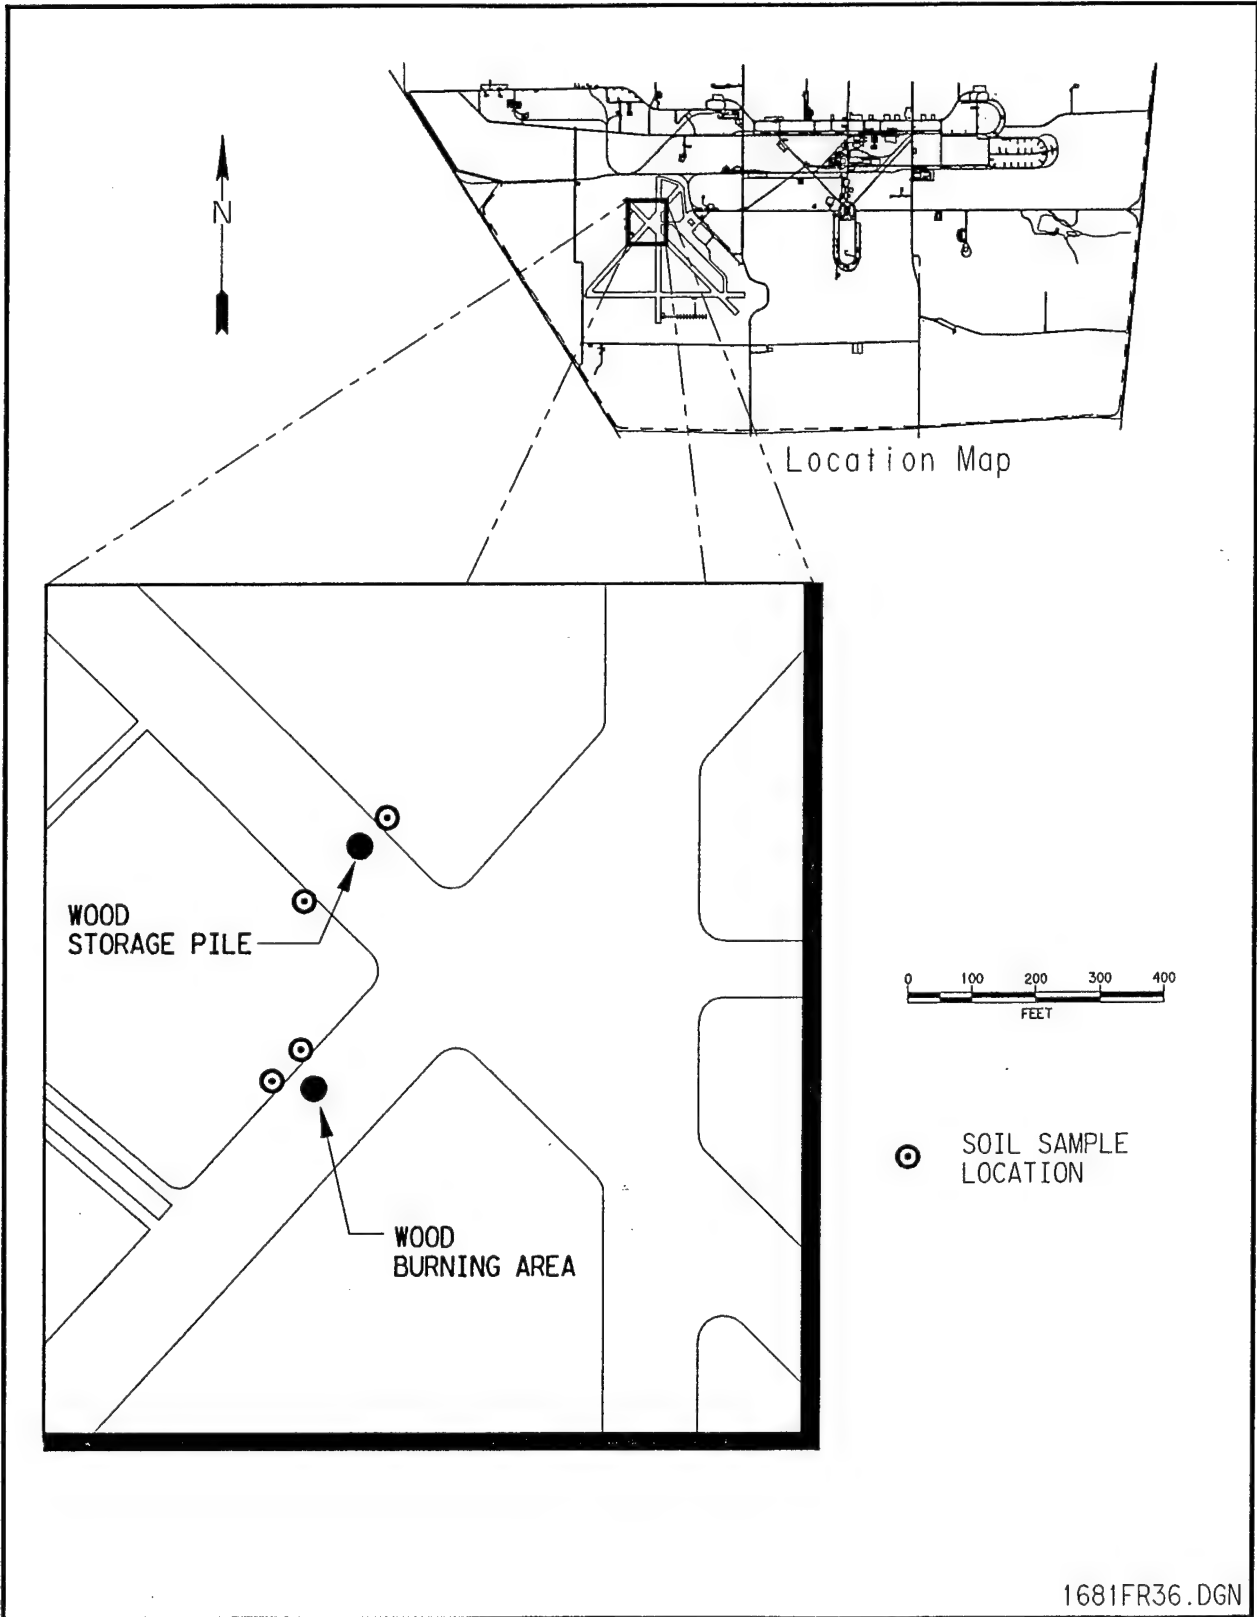 N
Location Map
WOOD
STORAGE PILE
0 100 200 300 400
FEET
SOIL SAMPLE
LOCATION
WOOD
BURNING AREA
1681FR36.DGN